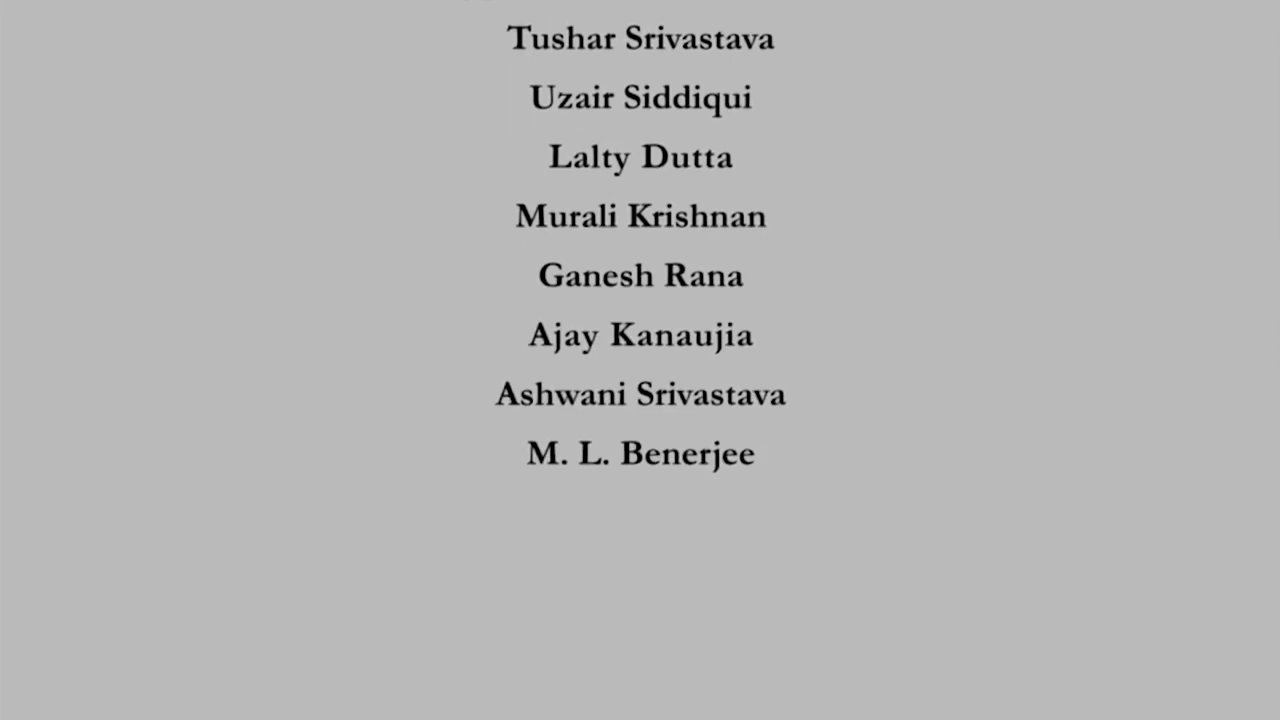 Tushar Srivastava
Uzair Siddiqui
Lalty Dutta
Murali Krishnan
Ganesh Rana
Ajay Kanaujia
Ashwani Srivastava
M. L. Benerjee